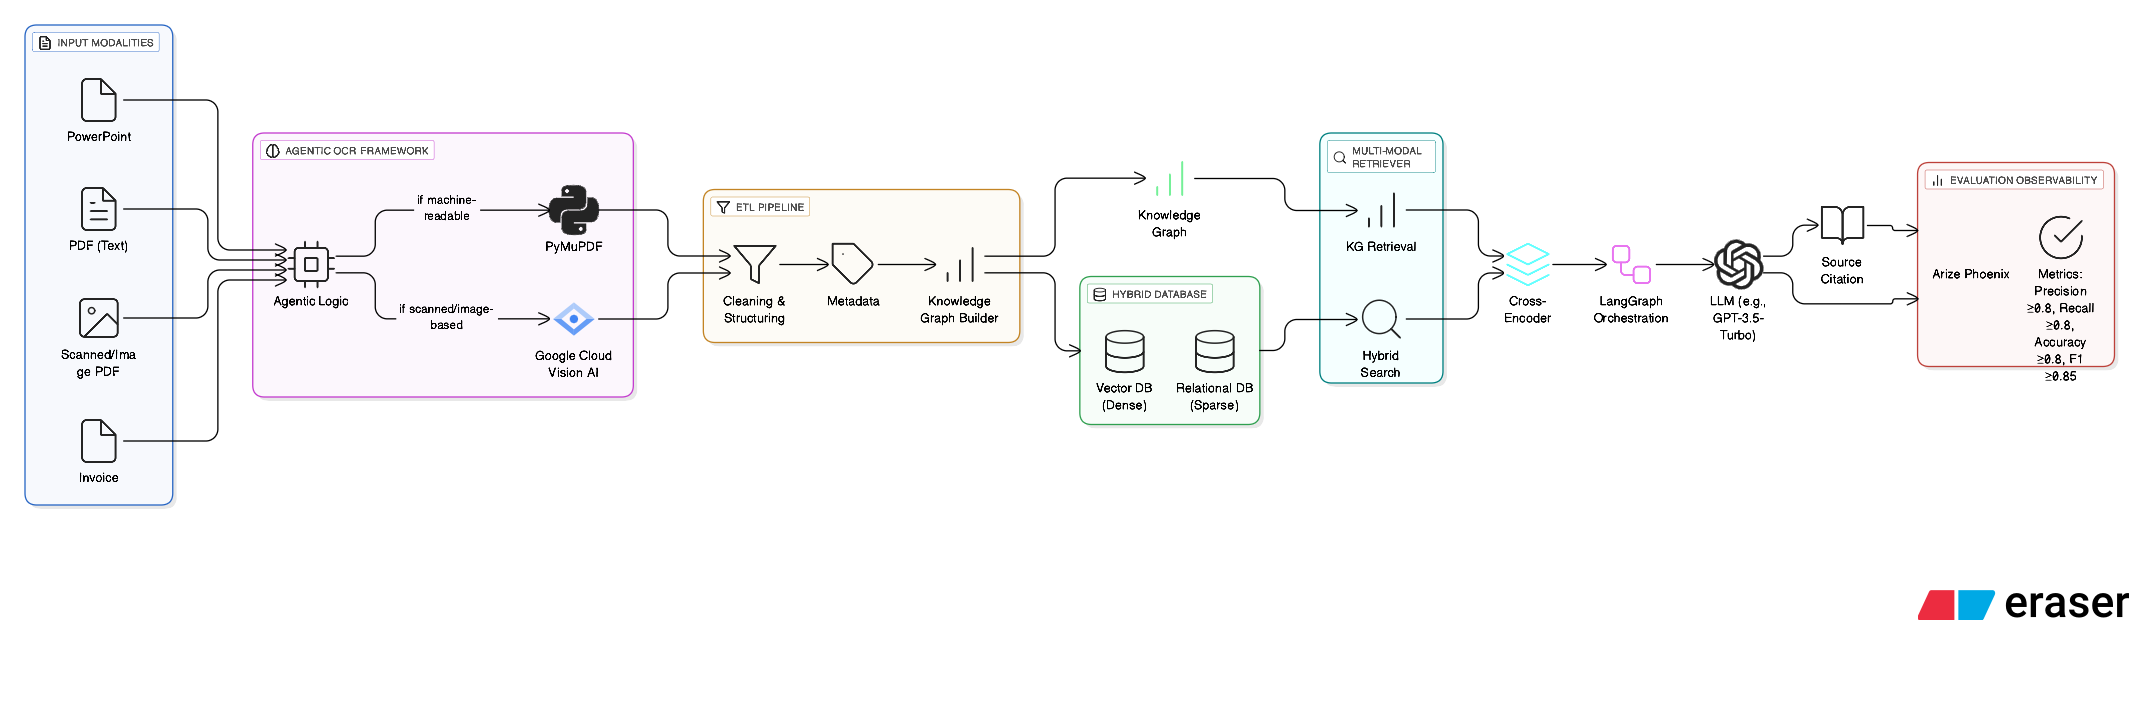 INPUT MODALITIES
PowerPoint
PDF (Text)
Scanned/Ima
ge PDF
Invoice
AGENTIC OCR FRAMEWORK
Agentic Logic
if machine-
readable
if scanned/image-
based
PyMuPDF
Google Cloud
Vision AI
ETL PIPELINE
Cleaning &
Structuring
Metadata
Knowledge
Graph Builder
Knowledge
Graph
HYBRID DATABASE
Vector DB
(Dense)
Relational DB
(Sparse)
MULTI-MODAL
RETRIEVER
KG Retrieval
Hybrid
Search
Cross-
Encoder
LangGraph
Orchestration
LLM (e.g.,
GPT-3.5-
Turbo)
Source
Citation
EVALUATION OBSERVABILITY
Arize Phoenix
Metrics:
Precision
≥0.8, Recall
≥0.8,
Accuracy
≥0.8, F1
≥0.85
eraser